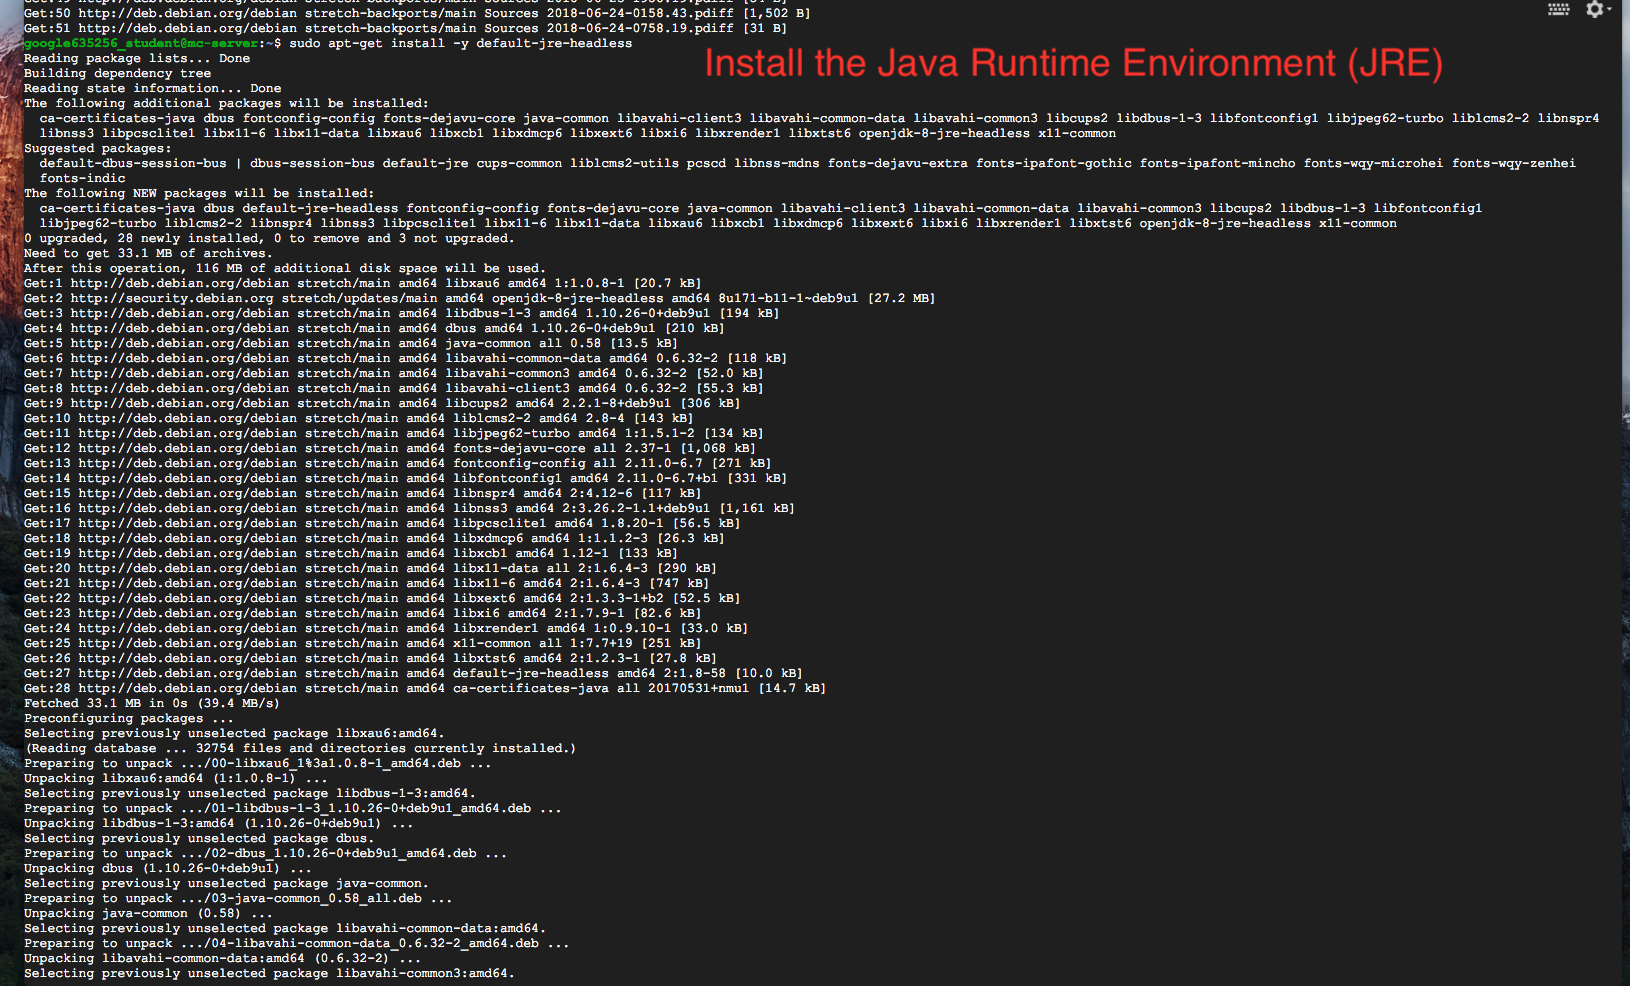 Get:50 http://deb.debian.org/debian stretch-backports/main Sources 2018-06-24-0158.43.pdiff [1,502 B]
Get:51 http://deb.debian.org/debian stretch-backports/main Sources 2018-06-24-0758.19.pdiff [31 B]
google635256_student@mc-server:~$ sudo apt-get install -y default-jre-headless
Install the Java Runtime Environment (JRE)
Reading package lists... Done
Building dependency tree
Reading state information... Done
The following additional packages will be installed:
  ca-certificates-java dbus fontconfig-config fonts-dejavu-core java-common libavahi-client3 libavahi-common-data libavahi-common3 libcups2 libdbus-1-3 libfontconfig1 libjpeg62-turbo liblcms2-2 libnspr4
  libnss3 libpcsclite1 libx11-6 libx11-data libxau6 libxcb1 libxdmcp6 libxext6 libxi6 libxrender1 libxtst6 openjdk-8-jre-headless x11-common
Suggested packages:
  default-dbus-session-bus | dbus-session-bus default-jre cups-common liblcms2-utils pcscd libnss-mdns fonts-dejavu-extra fonts-ipafont-gothic fonts-ipafont-mincho fonts-wqy-microhei fonts-wqy-zenhei
  fonts-indic
The following NEW packages will be installed:
  ca-certificates-java dbus default-jre-headless fontconfig-config fonts-dejavu-core java-common libavahi-client3 libavahi-common-data libavahi-common3 libcups2 libdbus-1-3 libfontconfig1
  libjpeg62-turbo liblcms2-2 libnspr4 libnss3 libpcsclite1 libx11-6 libx11-data libxau6 libxcb1 libxdmcp6 libxext6 libxi6 libxrender1 libxtst6 openjdk-8-jre-headless x11-common
0 upgraded, 28 newly installed, 0 to remove and 3 not upgraded.
Need to get 33.1 MB of archives.
After this operation, 116 MB of additional disk space will be used.
Get:1 http://deb.debian.org/debian stretch/main amd64 libxau6 amd64 1:1.0.8-1 [20.7 kB]
Get:2 http://security.debian.org stretch/updates/main amd64 openjdk-8-jre-headless amd64 8u171-b11-1~deb9u1 [27.2 MB]
Get:3 http://deb.debian.org/debian stretch/main amd64 libdbus-1-3 amd64 1.10.26-0+deb9u1 [194 kB]
Get:4 http://deb.debian.org/debian stretch/main amd64 dbus amd64 1.10.26-0+deb9u1 [210 kB]
Get:5 http://deb.debian.org/debian stretch/main amd64 java-common all 0.58 [13.5 kB]
Get:6 http://deb.debian.org/debian stretch/main amd64 libavahi-common-data amd64 0.6.32-2 [118 kB]
Get:7 http://deb.debian.org/debian stretch/main amd64 libavahi-common3 amd64 0.6.32-2 [52.0 kB]
Get:8 http://deb.debian.org/debian stretch/main amd64 libavahi-client3 amd64 0.6.32-2 [55.3 kB]
Get:9 http://deb.debian.org/debian stretch/main amd64 libcups2 amd64 2.2.1-8+deb9u1 [306 kB]
Get:10 http://deb.debian.org/debian stretch/main amd64 liblcms2-2 amd64 2.8-4 [143 kB]
Get:11 http://deb.debian.org/debian stretch/main amd64 libjpeg62-turbo amd64 1:1.5.1-2 [134 kB]
Get:12 http://deb.debian.org/debian stretch/main amd64 fonts-dejavu-core all 2.37-1 [1,068 kB]
Get:13 http://deb.debian.org/debian stretch/main amd64 fontconfig-config all 2.11.0-6.7 [271 kB]
Get:14 http://deb.debian.org/debian stretch/main amd64 libfontconfig1 amd64 2.11.0-6.7+b1 [331 kB]
Get:15 http://deb.debian.org/debian stretch/main amd64 libnspr4 amd64 2:4.12-6 [117 kB]
Get:16 http://deb.debian.org/debian stretch/main amd64 libnss3 amd64 2:3.26.2-1.1+deb9u1 [1,161 kB]
Get:17 http://deb.debian.org/debian stretch/main amd64 libpcsclite1 amd64 1.8.20-1 [56.5 kB]
Get:18 http://deb.debian.org/debian stretch/main amd64 libxdmcp6 amd64 1:1.1.2-3 [26.3 kB]
Get:19 http://deb.debian.org/debian stretch/main amd64 libxcb1 amd64 1.12-1 [133 kB]
Get:20 http://deb.debian.org/debian stretch/main amd64 libx11-data all 2:1.6.4-3 [290 kB]
Get:21 http://deb.debian.org/debian stretch/main amd64 libx11-6 amd64 2:1.6.4-3 [747 kB]
Get:22 http://deb.debian.org/debian stretch/main amd64 libxext6 amd64 2:1.3.3-1+b2 [52.5 kB]
Get:23 http://deb.debian.org/debian stretch/main amd64 libxi6 amd64 2:1.7.9-1 [82.6 kB]
Get:24 http://deb.debian.org/debian stretch/main amd64 libxrender1 amd64 1:0.9.10-1 [33.0 kB]
Get:25 http://deb.debian.org/debian stretch/main amd64 x11-common all 1:7.7+19 [251 kB]
Get:26 http://deb.debian.org/debian stretch/main amd64 libxtst6 amd64 2:1.2.3-1 [27.8 kB]
Get:27 http://deb.debian.org/debian stretch/main amd64 default-jre-headless amd64 2:1.8-58 [10.0 kB]
Get:28 http://deb.debian.org/debian stretch/main amd64 ca-certificates-java all 20170531+nmu1 [14.7 kB]
Fetched 33.1 MB in 0s (39.4 MB/s)
Preconfiguring packages ...
Selecting previously unselected package libxau6:amd64.
(Reading database ... 32754 files and directories currently installed.)
Preparing to unpack .../00-libxau6_1%3a1.0.8-1_amd64.deb ...
Unpacking libxau6:amd64 (1:1.0.8-1) ...
Selecting previously unselected package libdbus-1-3:amd64.
Preparing to unpack .../01-libdbus-1-3_1.10.26-0+deb9u1_amd64.deb ...
Unpacking libdbus-1-3:amd64 (1.10.26-0+deb9u1) ...
Selecting previously unselected package dbus.
Preparing to unpack .../02-dbus_1.10.26-0+deb9u1_amd64.deb ...
Unpacking dbus (1.10.26-0+deb9u1) ...
Selecting previously unselected package java-common.
Preparing to unpack .../03-java-common_0.58_all.deb ...
Unpacking java-common (0.58) ...
Selecting previously unselected package libavahi-common-data:amd64.
Preparing to unpack .../04-libavahi-common-data_0.6.32-2_amd64.deb ...
Unpacking libavahi-common-data:amd64 (0.6.32-2) ...
Selecting previously unselected package libavahi-common3:amd64.